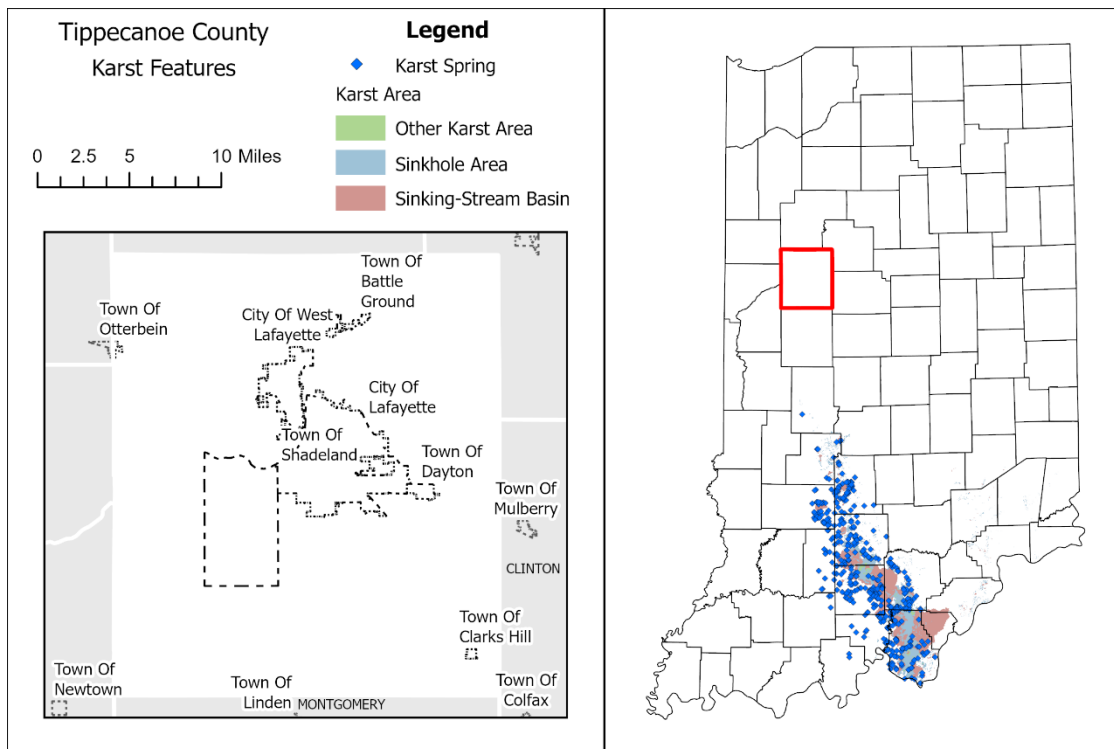 Tippecanoe County
Karst Features
0 2.5 5 10 Miles
Legend
Karst Spring
Karst Area
Other Karst Area
Sinkhole Area
Sinking-Stream Basin
Town Of
Battle
Ground
Town Of
Otterbein
City Of West
Lafayette
City Of
Lafayette
Town Of
Shadeland
Town Of
Dayton
Town Of
Mulberry
CLINTON
Town Of
Clarks Hill
Town Of
Newtown
Town Of
Linden
MONTGOMERY
Town Of
Colfax